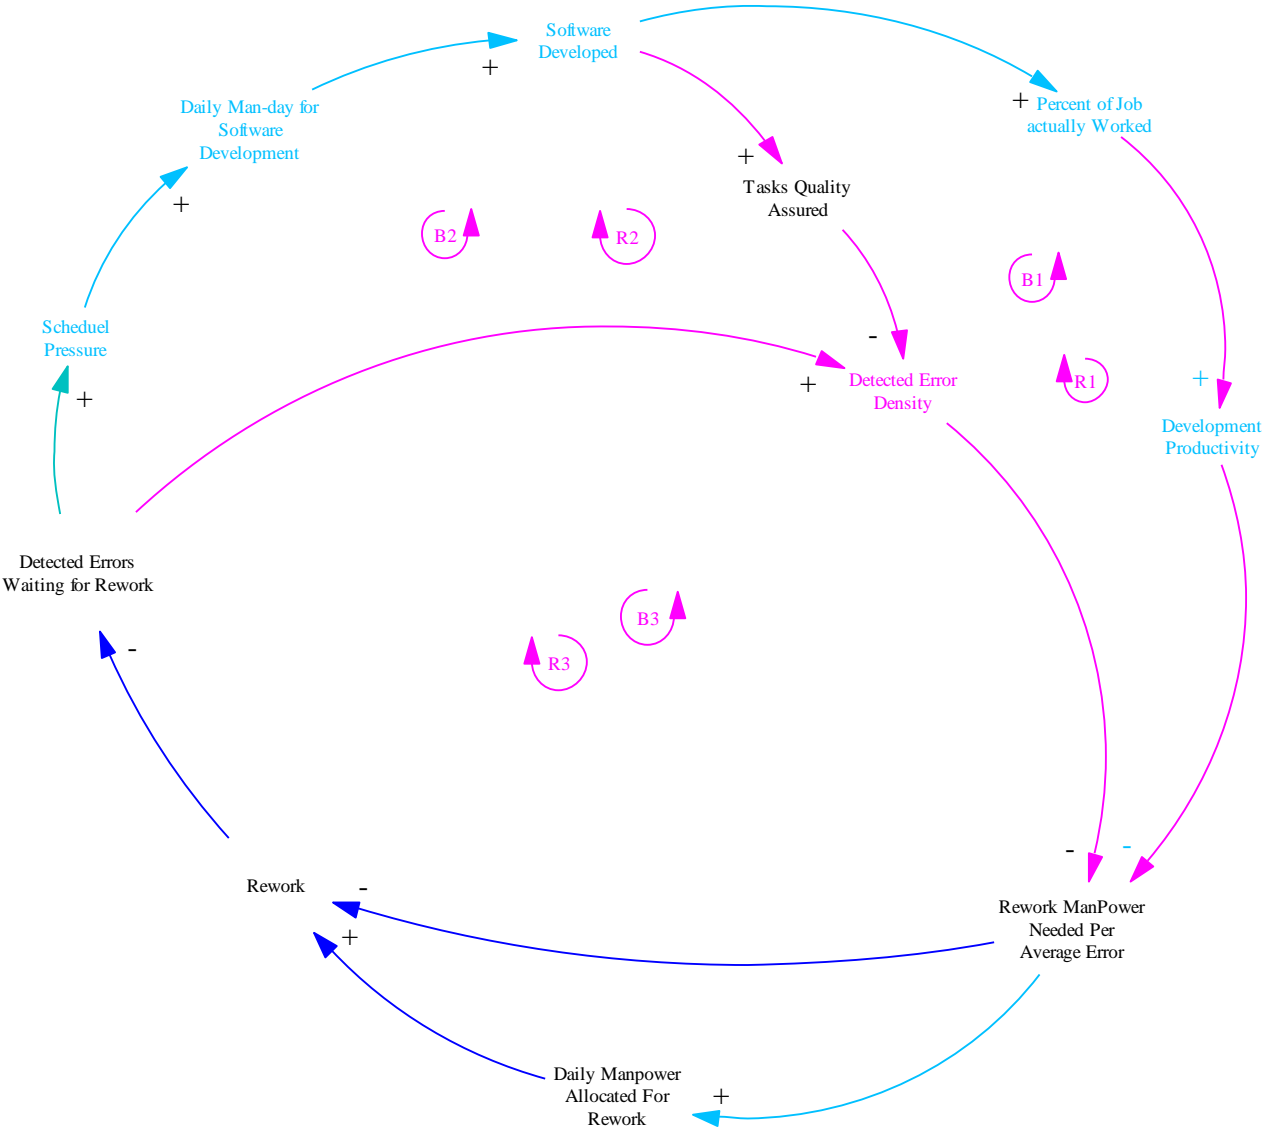 Software
Developed
+
Percent of Job
actually Worked
+
Daily Man-day for
Software
Development
+
Tasks Quality
Assured
+
B2
R2
B1
Scheduel
Pressure
+
-
Detected Error
Density
+
R1
+
Development
Productivity
Detected Errors
Waiting for Rework
-
B3
R3
-
-
Rework
-
+
Rework ManPower
Needed Per
Average Error
Daily Manpower
Allocated For
Rework
+